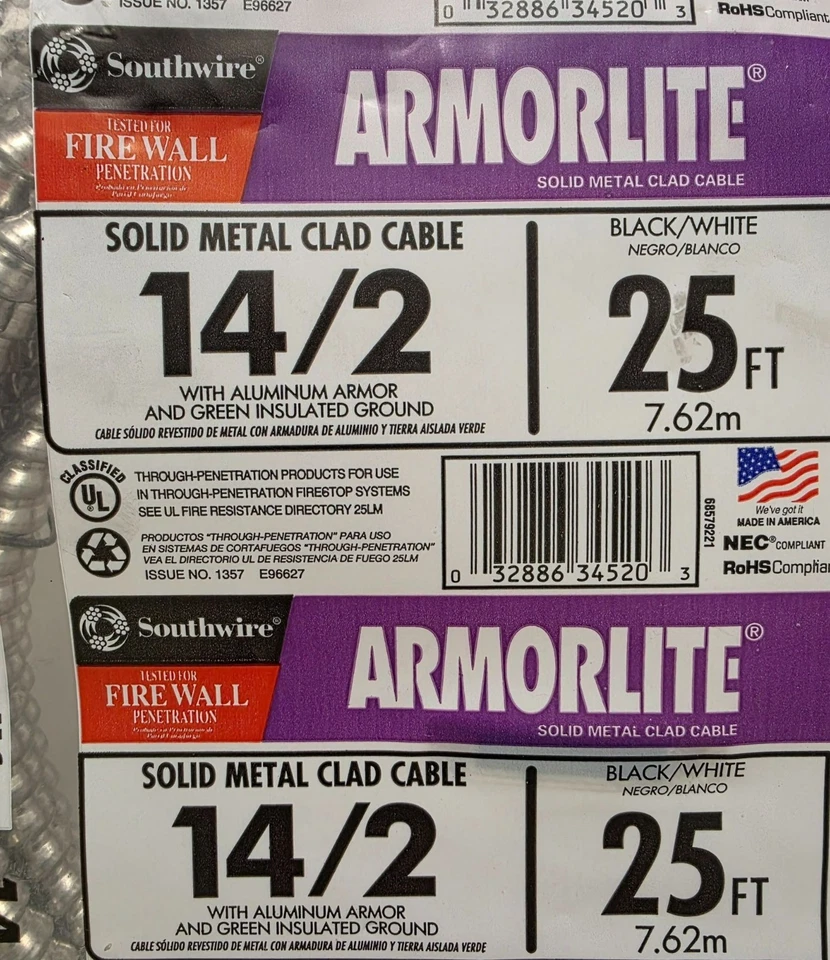 ISSUE NO. 1357 E96627
0 32886 34520 3
RoHS Compliant
Southwire®
ARMORLITE®
TESTED FOR
FIRE WALL
PENETRATION
SOLID METAL CLAD CABLE
SOLID METAL CLAD CABLE
14/2
WITH ALUMINUM ARMOR
AND GREEN INSULATED GROUND
CABLE SÓLIDO REVESTIDO DE METAL CON ARMADURA DE ALUMINIO Y TIERRA AISLADA VERDE
BLACK/WHITE
NEGRO/BLANCO
25 FT
7.62m
CLASSIFIED
UL®
THROUGH-PENETRATION PRODUCTS FOR USE
IN THROUGH-PENETRATION FIRESTOP SYSTEMS
SEE UL FIRE RESISTANCE DIRECTORY 25LM
PRODUCTOS "THROUGH-PENETRATION" PARA USO
EN SISTEMAS DE CORTAFUEGOS "THROUGH-PENETRATION"
VEA EL DIRECTORIO UL DE RESISTENCIA DE FUEGO 25LM
ISSUE NO. 1357 E96627
0 32886 34520 3
68579221
We've got it
MADE IN AMERICA
NEC® COMPLIANT
RoHS Complia
Southwire®
ARMORLITE®
TESTED FOR
FIRE WALL
PENETRATION
SOLID METAL CLAD CABLE
SOLID METAL CLAD CABLE
14/2
WITH ALUMINUM ARMOR
AND GREEN INSULATED GROUND
CABLE SÓLIDO REVESTIDO DE METAL CON ARMADURA DE ALUMINIO Y TIERRA AISLADA VERDE
BLACK/WHITE
NEGRO/BLANCO
25 FT
7.62m
14